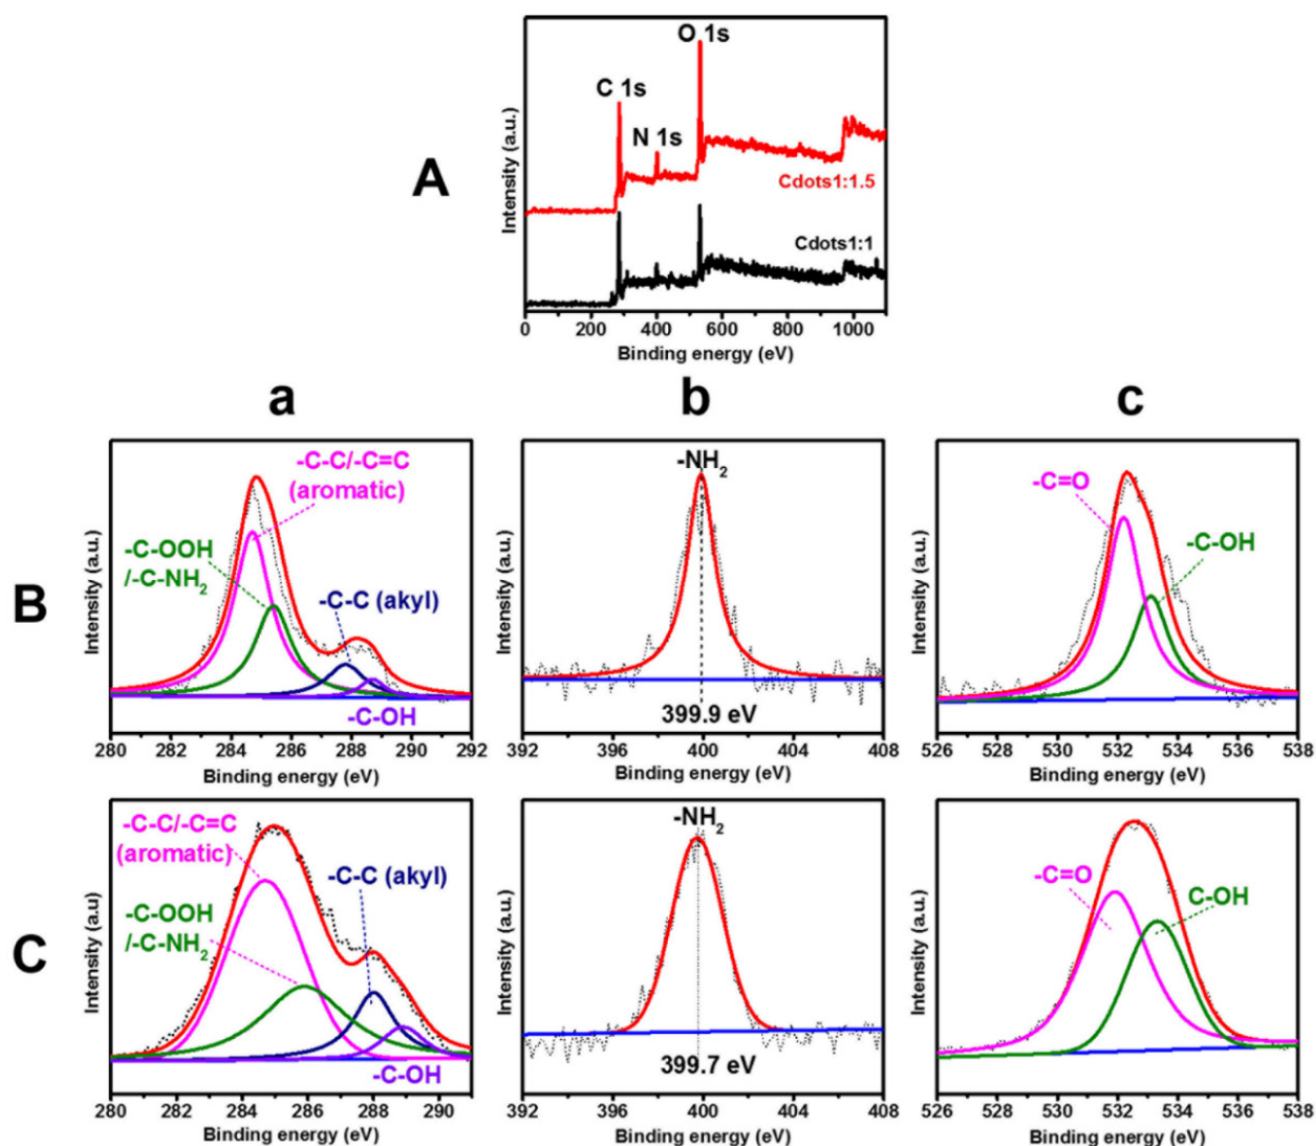 A
O 1s
C 1s
N 1s
Cdots1:1.5
Cdots1:1
Intensity (a.u.)
0 200 400 600 800 1000
Binding energy (eV)
a b c
B
-C-C/-C=C
(aromatic)
-C-OOH
/-C-NH2
-C-C (akyl)
-C-OH
Intensity (a.u.)
280 282 284 286 288 290 292
Binding energy (eV)
-NH2
399.9 eV
Intensity (a.u.)
392 396 400 404 408
Binding energy (eV)
-C=O
-C-OH
Intensity (a.u.)
526 528 530 532 534 536 538
Binding energy (eV)
C
-C-C/-C=C
(aromatic)
-C-OOH
/-C-NH2
-C-C (akyl)
-C-OH
Intensity (a.u)
280 282 284 286 288 290
Binding energy (eV)
-NH2
399.7 eV
Intensity (a.u.)
392 396 400 404 408
Binding energy (eV)
-C=O
C-OH
Intensity (a.u.)
526 528 530 532 534 536 538
Binding energy (eV)